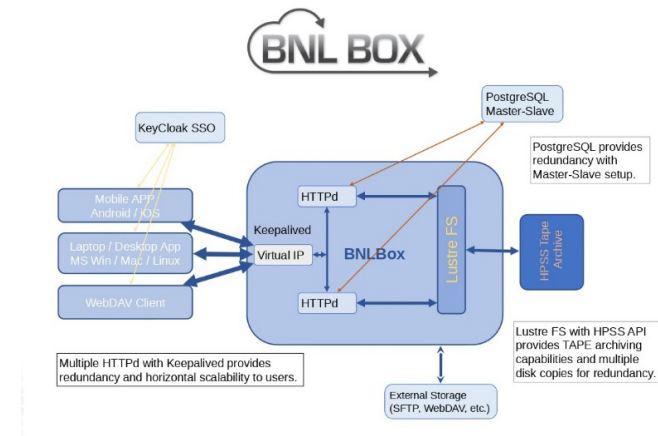 BNL BOX
PostgreSQL
Master-Slave
KeyCloak SSO
PostgreSQL provides
redundancy with
Master-Slave setup.
Mobile APP
Android / iOS
HTTPd
Keepalived
Laptop / Desktop App
MS Win / Mac / Linux
Virtual IP
BNLBox
Lustre FS
HPSS Tape
Archive
WebDAV Client
HTTPd
Lustre FS with HPSS API
provides TAPE archiving
capabilities and multiple
disk copies for redundancy.
Multiple HTTPd with Keepalived provides
redundancy and horizontal scalability to users.
External Storage
(SFTP, WebDAV, etc.)